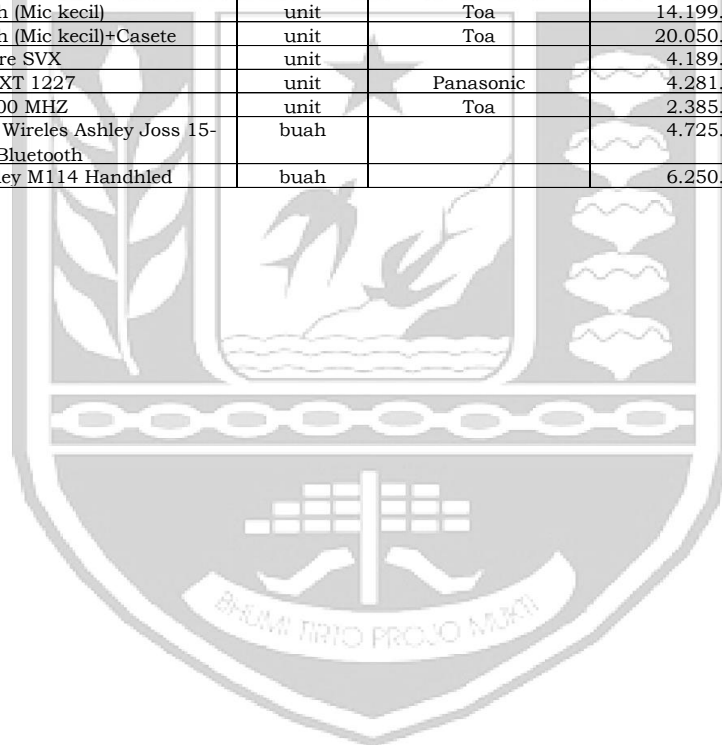 h (Mic kecil) unit Toa 14.199.
h (Mic kecil)+Casete unit Toa 20.050.
re SVX unit 4.189.
XT 1227 unit Panasonic 4.281.
00 MHZ unit Toa 2.385.
Wireles Ashley Joss 15- buah 4.725.
Bluetooth
ley M114 Handhled buah 6.250.
BHUMI TIRTO PROJO MUKTI